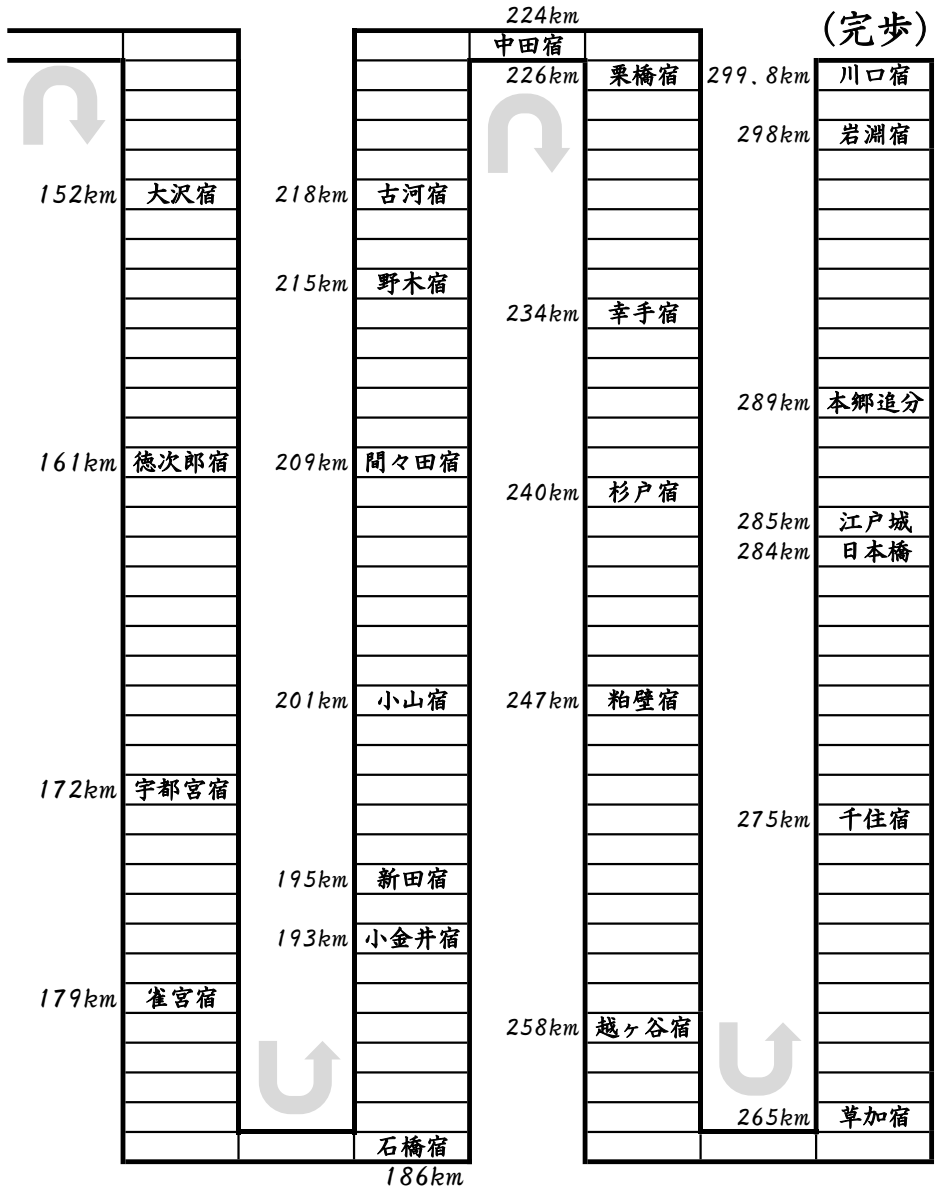 152km 大沢宿
161km 徳次郎宿
172km 宇都宮宿
179km 雀宮宿
石橋宿
186km
193km 小金井宿
195km 新田宿
201km 小山宿
209km 間々田宿
215km 野木宿
218km 古河宿
224km
中田宿
226km 栗橋宿
234km 幸手宿
240km 杉戸宿
247km 粕壁宿
258km 越ヶ谷宿
265km 草加宿
275km 千住宿
284km 日本橋
285km 江戸城
289km 本郷追分
298km 岩淵宿
299.8km 川口宿
(完歩)